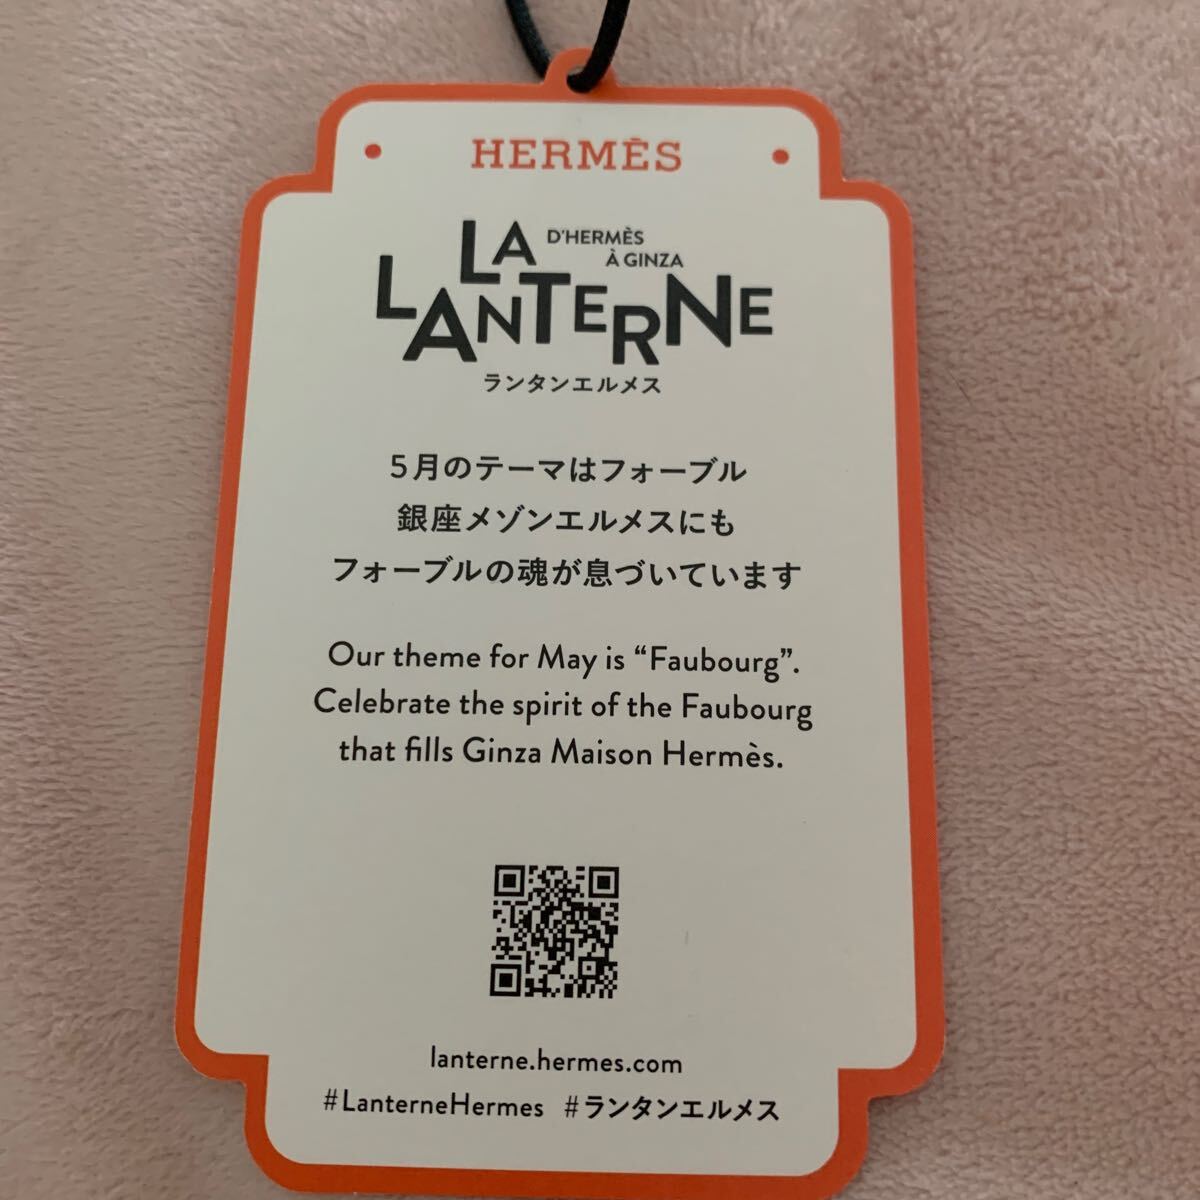 HERMÈS
LA D'HERMÈS
À GINZA
LANTERNE
ランタンエルメス
5月のテーマはフォーブル
銀座メゾンエルメスにも
フォーブルの魂が息づいています
Our theme for May is “Faubourg”.
Celebrate the spirit of the Faubourg
that fills Ginza Maison Hermès.
lanterne.hermes.com
#LanterneHermes #ランタンエルメス